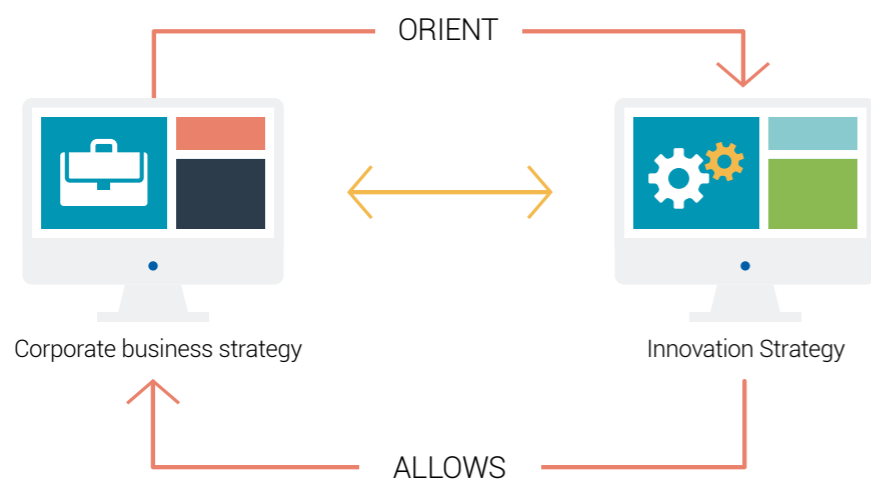 ORIENT
Corporate business strategy
Innovation Strategy
ALLOWS